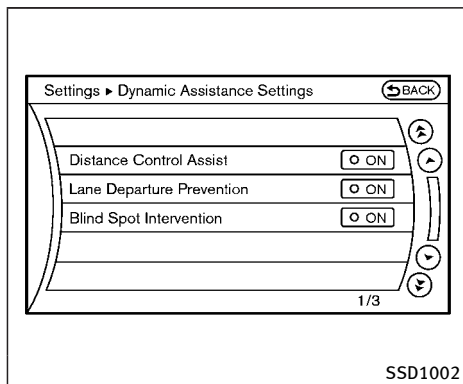 Settings ▸ Dynamic Assistance Settings BACK
Distance Control Assist ON
Lane Departure Prevention ON
Blind Spot Intervention ON
1/3
SSD1002